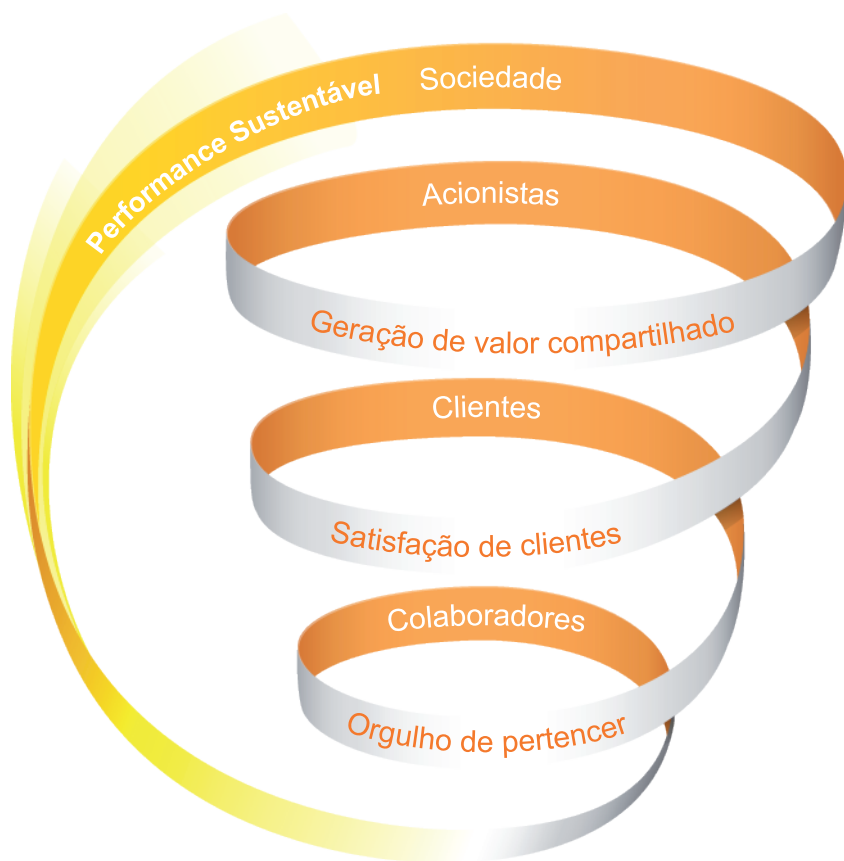 Performance Sustentável
Sociedade
Acionistas
Geração de valor compartilhado
Clientes
Satisfação de clientes
Colaboradores
Orgulho de pertencer